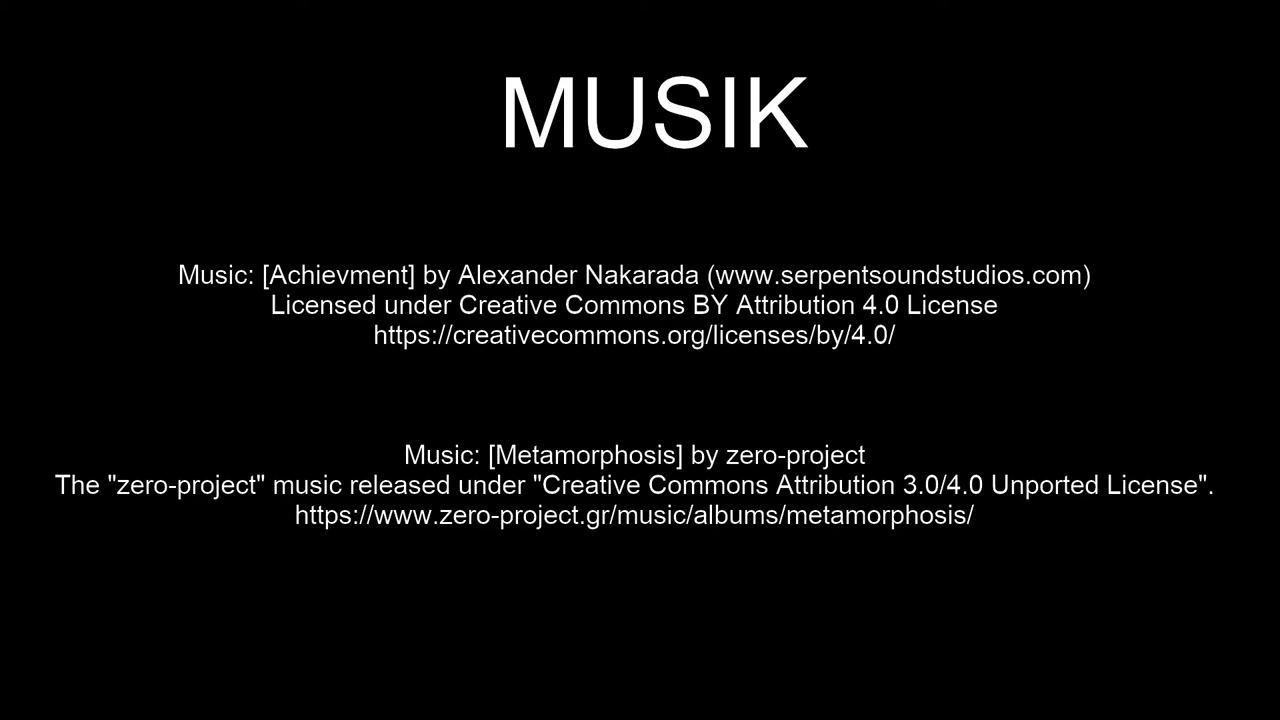 MUSIK
Music: [Achievment] by Alexander Nakarada (www.serpentsoundstudios.com)
Licensed under Creative Commons BY Attribution 4.0 License
https://creativecommons.org/licenses/by/4.0/
Music: [Metamorphosis] by zero-project
The "zero-project" music released under "Creative Commons Attribution 3.0/4.0 Unported License".
https://www.zero-project.gr/music/albums/metamorphosis/